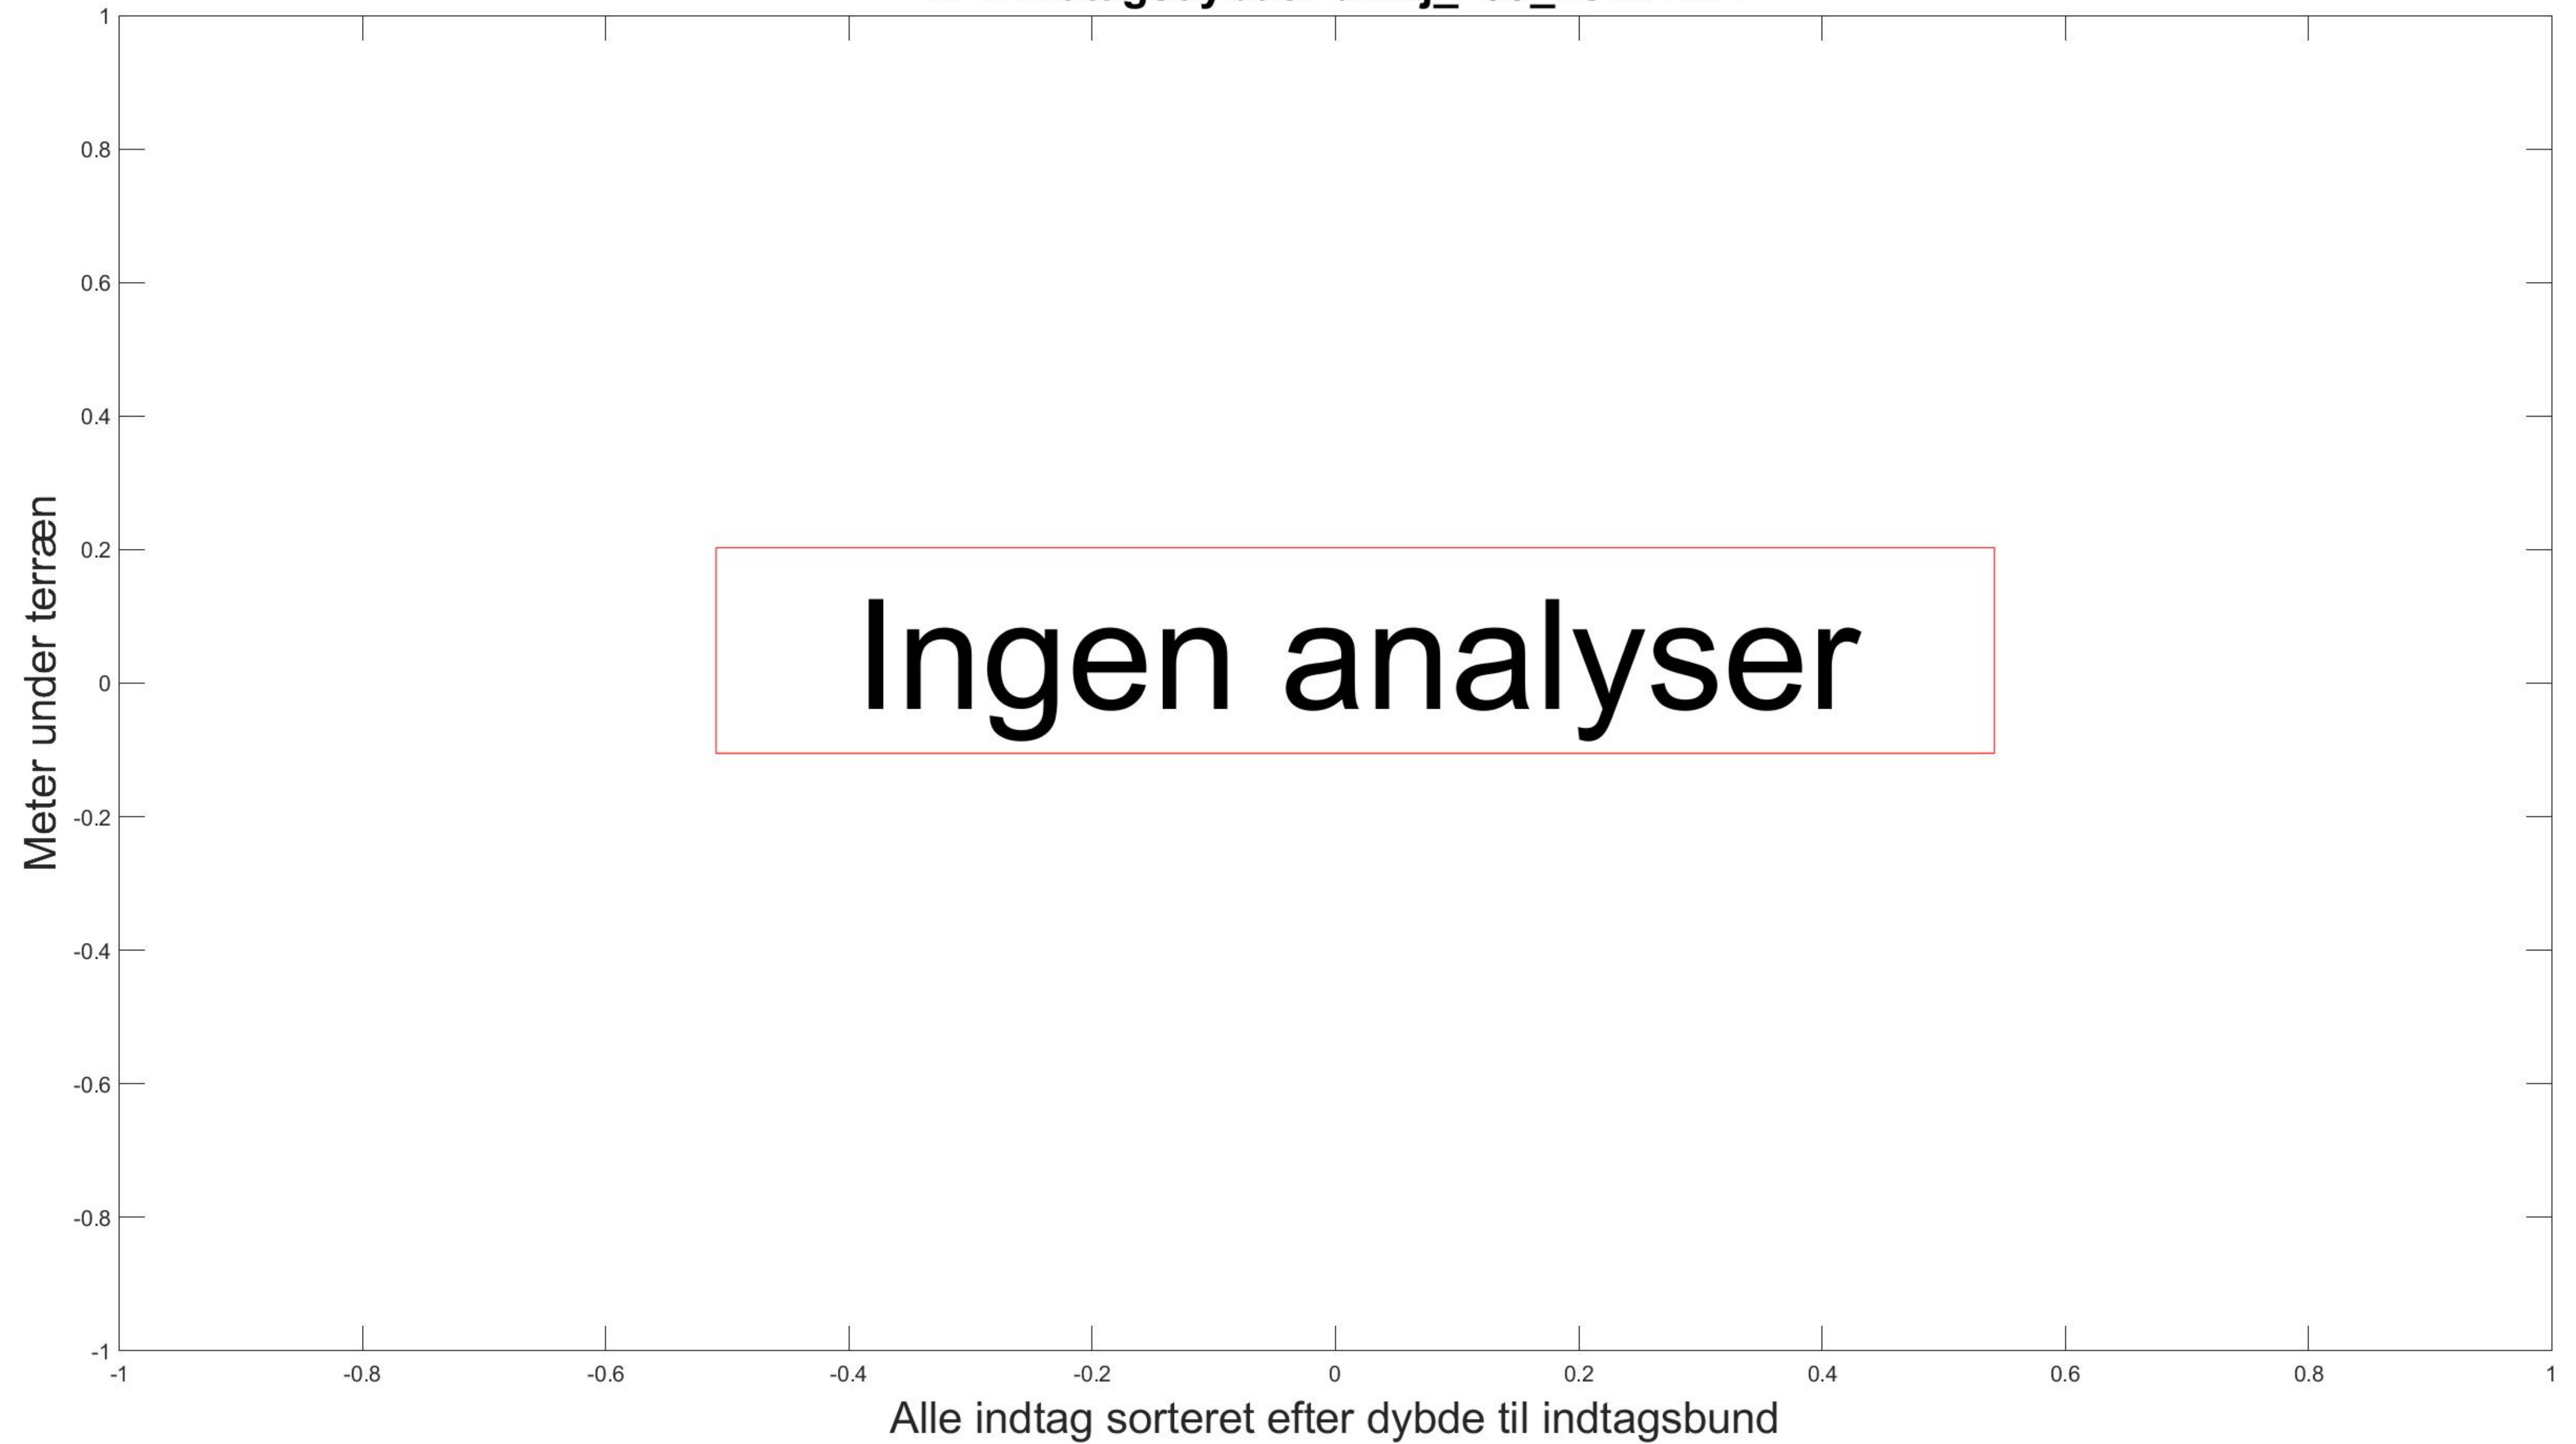 1
0.8
0.6
0.4
0.2
0
-0.2
-0.4
-0.6
-0.8
-1
Meter under terræn
Ingen analyser
-1 -0.8 -0.6 -0.4 -0.2 0 0.2 0.4 0.6 0.8 1
Alle indtag sorteret efter dybde til indtagsbund